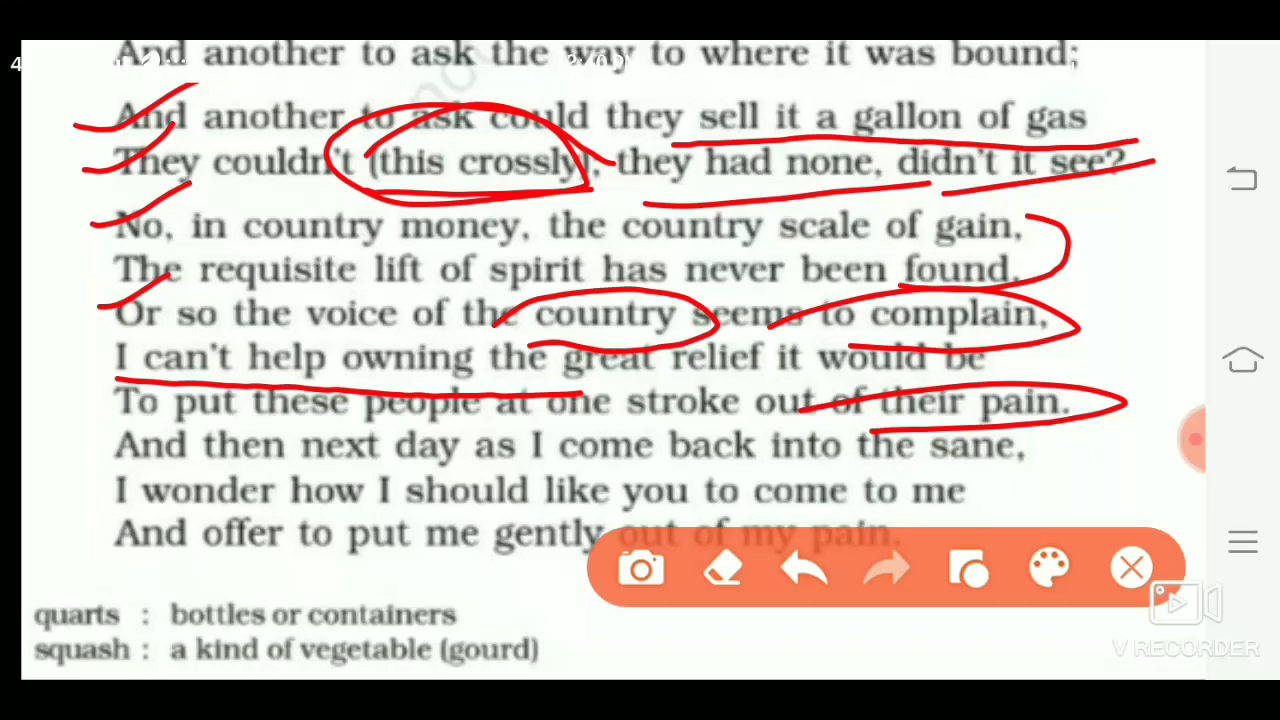 And another to ask the way to where it was bound;
And another to ask could they sell it a gallon of gas
They couldn't (this crossly), they had none, didn't it see?
No, in country money, the country scale of gain,
The requisite lift of spirit has never been found,
Or so the voice of the country seems to complain,
I can't help owning the great relief it would be
To put these people at one stroke out of their pain.
And then next day as I come back into the sane,
I wonder how I should like you to come to me
And offer to put me gently out of my pain.
quarts : bottles or containers
squash : a kind of vegetable (gourd)
V RECORDER